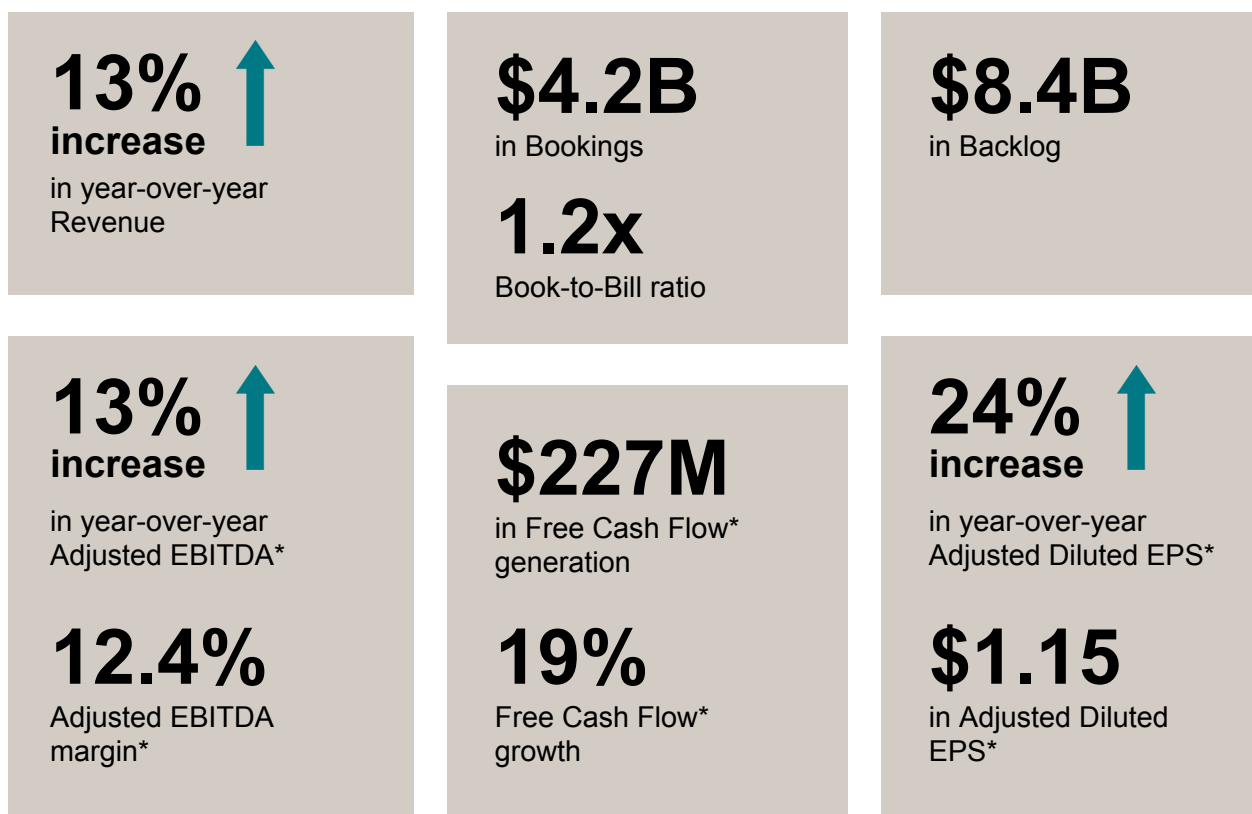 13%
increase
in year-over-year
Revenue
$4.2B
in Bookings
1.2x
Book-to-Bill ratio
$8.4B
in Backlog
13%
increase
in year-over-year
Adjusted EBITDA*
12.4%
Adjusted EBITDA
margin*
$227M
in Free Cash Flow*
generation
19%
Free Cash Flow*
growth
24%
increase
in year-over-year
Adjusted Diluted EPS*
$1.15
in Adjusted Diluted
EPS*